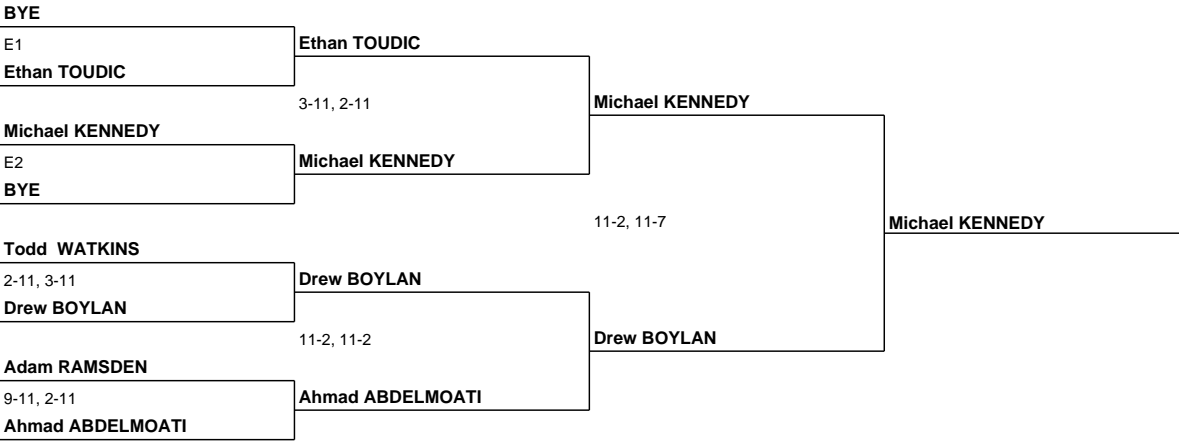 BYE
E1
Ethan TOUDIC
Ethan TOUDIC
3-11, 2-11
Michael KENNEDY
Michael KENNEDY
E2
Michael KENNEDY
BYE
11-2, 11-7
Michael KENNEDY
Todd  WATKINS
2-11, 3-11
Drew BOYLAN
Drew BOYLAN
11-2, 11-2
Drew BOYLAN
Adam RAMSDEN
9-11, 2-11
Ahmad ABDELMOATI
Ahmad ABDELMOATI